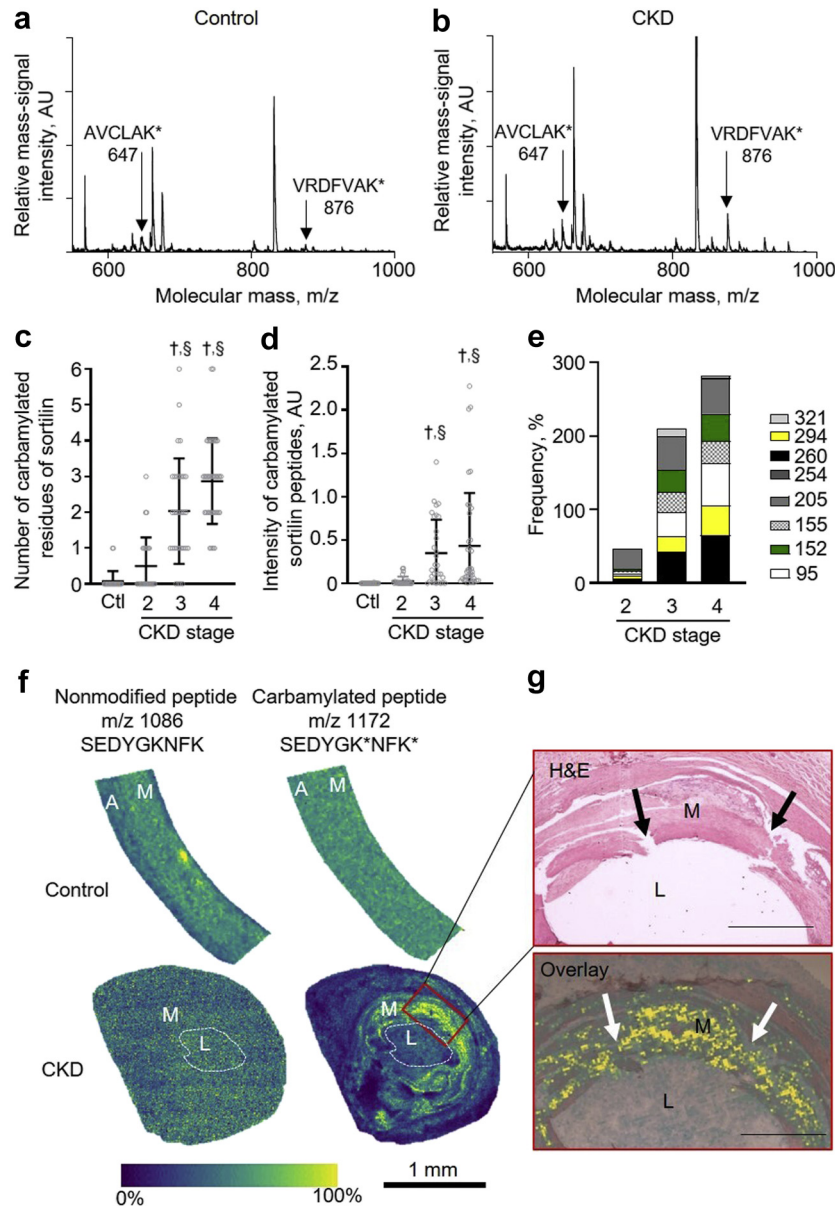 a
Control
Relative mass-signal
intensity, AU
AVCLAK*
647
VRDFVAK*
876
600
800
1000
Molecular mass, m/z
b
CKD
Relative mass-signal
intensity, AU
AVCLAK*
647
VRDFVAK*
876
600
800
1000
Molecular mass, m/z
c
Number of carbamylated
residues of sortilin
6
5
4
3
2
1
0
†,§
†,§
Ctl
2
3
4
CKD stage
d
Intensity of carbamylated
sortilin peptides, AU
2.5
2.0
1.5
1.0
0.5
0.0
†,§
†,§
Ctl
2
3
4
CKD stage
e
Frequency, %
300
200
100
0
2
3
4
CKD stage
321
294
260
254
205
155
152
95
f
Nonmodified peptide
m/z 1086
SEDYGKNFK
Carbamylated peptide
m/z 1172
SEDYGK*NFK*
A
M
A
M
Control
M
L
M
L
CKD
0%
100%
1 mm
g
H&E
M
L
Overlay
M
L